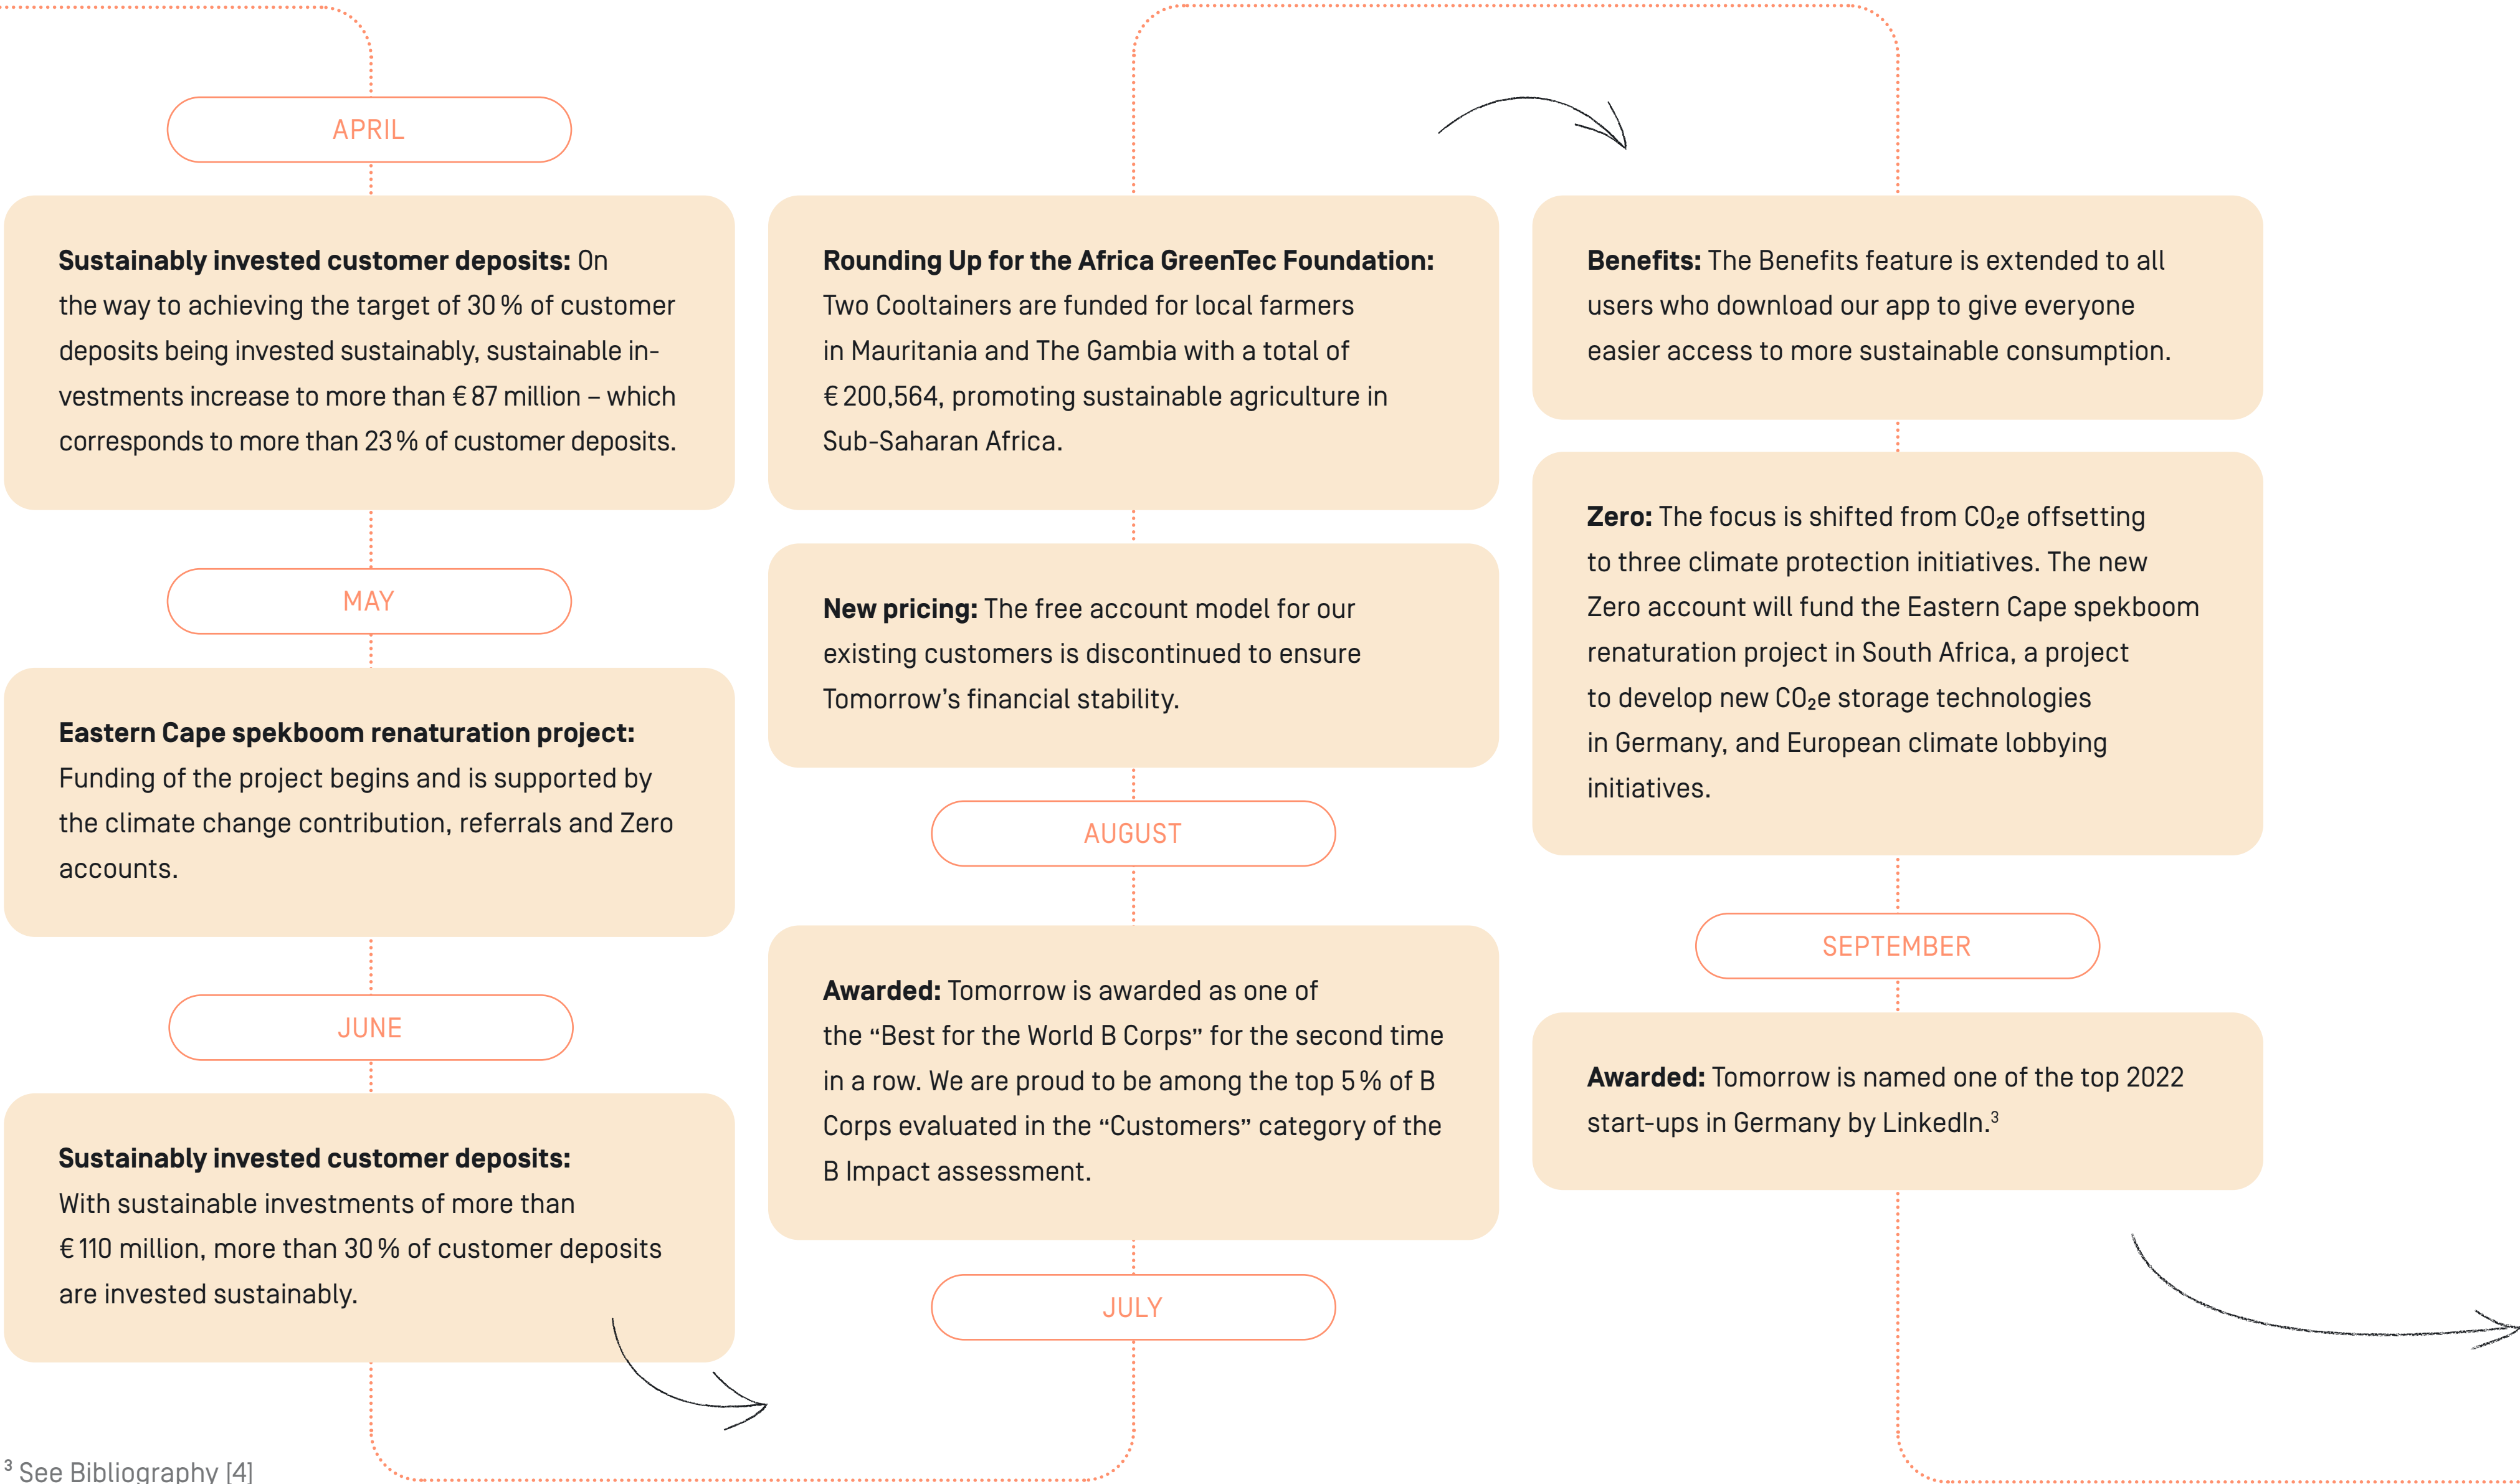 APRIL
Sustainably invested customer deposits: On
the way to achieving the target of 30 % of customer
deposits being invested sustainably, sustainable in-
vestments increase to more than € 87 million – which
corresponds to more than 23 % of customer deposits.
MAY
Eastern Cape spekboom renaturation project:
Funding of the project begins and is supported by
the climate change contribution, referrals and Zero
accounts.
JUNE
Sustainably invested customer deposits:
With sustainable investments of more than
€ 110 million, more than 30 % of customer deposits
are invested sustainably.
Rounding Up for the Africa GreenTec Foundation:
Two Cooltainers are funded for local farmers
in Mauritania and The Gambia with a total of
€ 200,564, promoting sustainable agriculture in
Sub-Saharan Africa.
New pricing: The free account model for our
existing customers is discontinued to ensure
Tomorrow’s financial stability.
AUGUST
Awarded: Tomorrow is awarded as one of
the “Best for the World B Corps” for the second time
in a row. We are proud to be among the top 5 % of B
Corps evaluated in the “Customers” category of the
B Impact assessment.
JULY
Benefits: The Benefits feature is extended to all
users who download our app to give everyone
easier access to more sustainable consumption.
Zero: The focus is shifted from CO₂e offsetting
to three climate protection initiatives. The new
Zero account will fund the Eastern Cape spekboom
renaturation project in South Africa, a project
to develop new CO₂e storage technologies
in Germany, and European climate lobbying
initiatives.
SEPTEMBER
Awarded: Tomorrow is named one of the top 2022
start-ups in Germany by LinkedIn.³
³ See Bibliography [4]